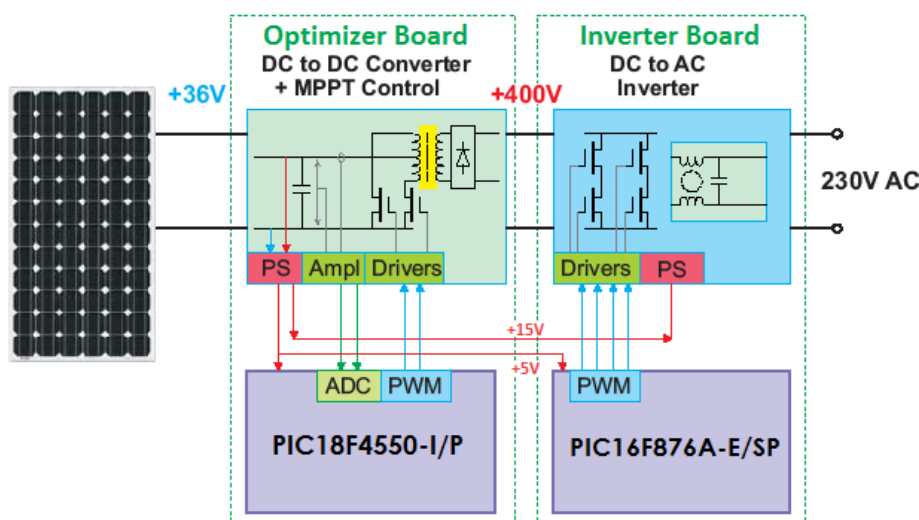 Optimizer Board
DC to DC Converter
+ MPPT Control
Inverter Board
DC to AC
Inverter
+36V
+400V
230V AC
PS
Ampl
Drivers
Drivers
PS
+15V
+5V
ADC
PWM
PWM
PIC18F4550-I/P
PIC16F876A-E/SP